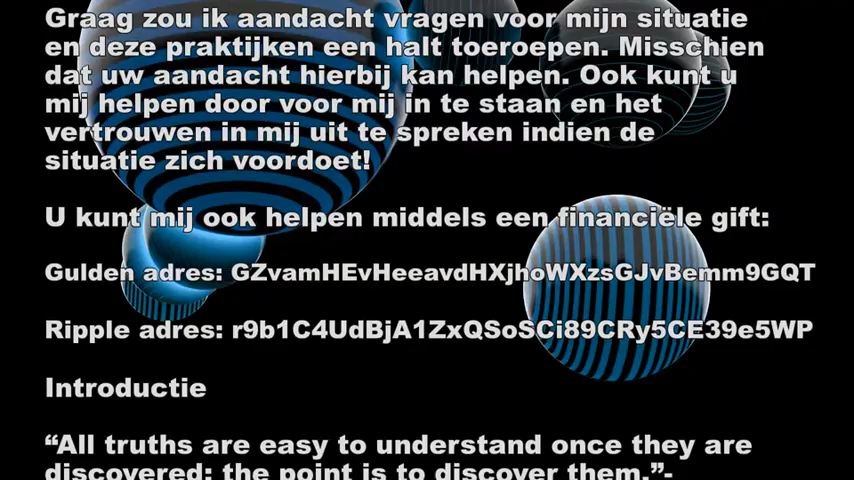 Graag zou ik aandacht vragen voor mijn situatie
en deze praktijken een halt toeroepen. Misschien
dat uw aandacht hierbij kan helpen. Ook kunt u
mij helpen door voor mij in te staan en het
vertrouwen in mij uit te spreken indien de
situatie zich voordoet!
U kunt mij ook helpen middels een financiële gift:
Gulden adres: GZvamHEvHeeavdHXjhoWXzsGJvBemm9GQT
Ripple adres: r9b1C4UdBjA1ZxQSoSCi89CRy5CE39e5WP
Introductie
“All truths are easy to understand once they are
discovered; the point is to discover them.”-